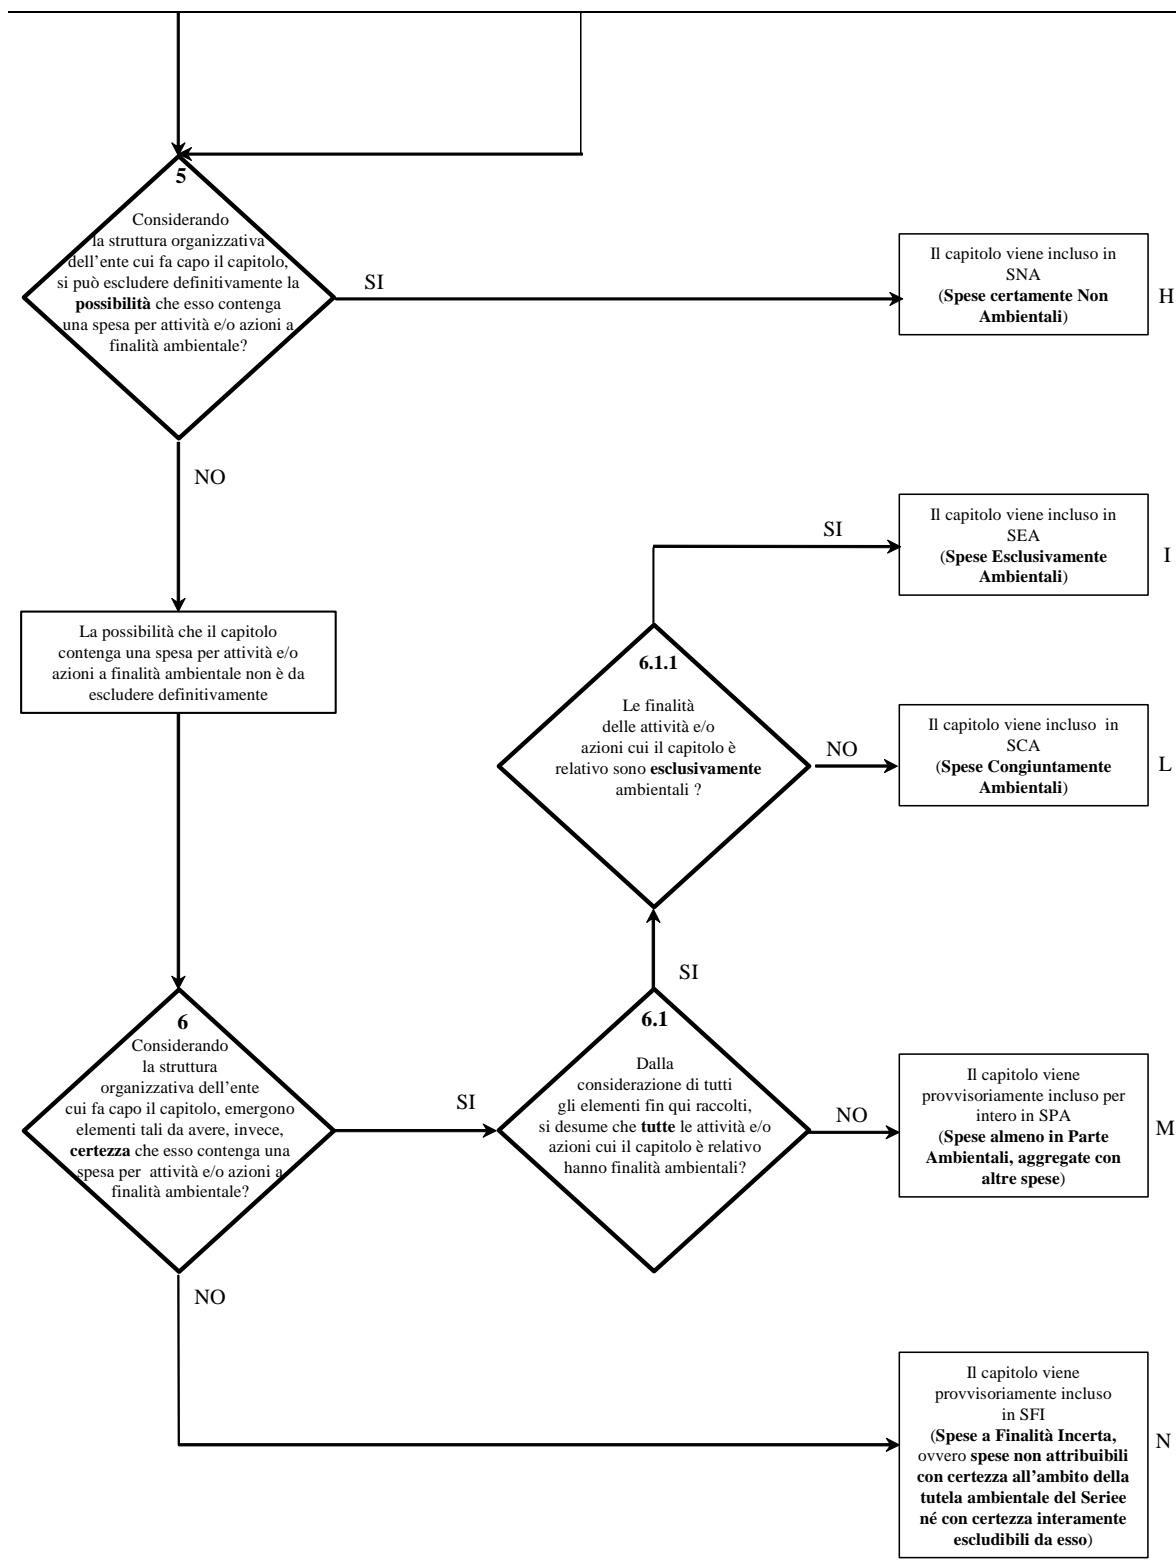 5
Considerando
la struttura organizzativa
dell'ente cui fa capo il capitolo,
si può escludere definitivamente la
possibilità che esso contenga
una spesa per attività e/o azioni a
finalità ambientale?
SI
Il capitolo viene incluso in
SNA
(Spese certamente Non
Ambientali)
H
NO
La possibilità che il capitolo
contenga una spesa per attività e/o
azioni a finalità ambientale non è da
escludere definitivamente
SI
Il capitolo viene incluso in
SEA
(Spese Esclusivamente
Ambientali)
I
6.1.1
Le finalità
delle attività e/o
azioni cui il capitolo è
relativo sono esclusivamente
ambientali ?
NO
Il capitolo viene incluso in
SCA
(Spese Congiuntamente
Ambientali)
L
SI
6
Considerando
la struttura
organizzativa dell'ente
cui fa capo il capitolo, emergono
elementi tali da avere, invece,
certezza che esso contenga una
spesa per attività e/o azioni a
finalità ambientale?
SI
6.1
Dalla
considerazione di tutti
gli elementi fin qui raccolti,
si desume che tutte le attività e/o
azioni cui il capitolo è relativo
hanno finalità ambientali?
NO
Il capitolo viene
provvisoriamente incluso per
intero in SPA
(Spese almeno in Parte
Ambientali, aggregate con
altre spese)
M
NO
Il capitolo viene
provvisoriamente incluso
in SFI
(Spese a Finalità Incerta,
ovvero spese non attribuibili
con certezza all'ambito della
tutela ambientale del Seriee
né con certezza interamente
escludibili da esso)
N